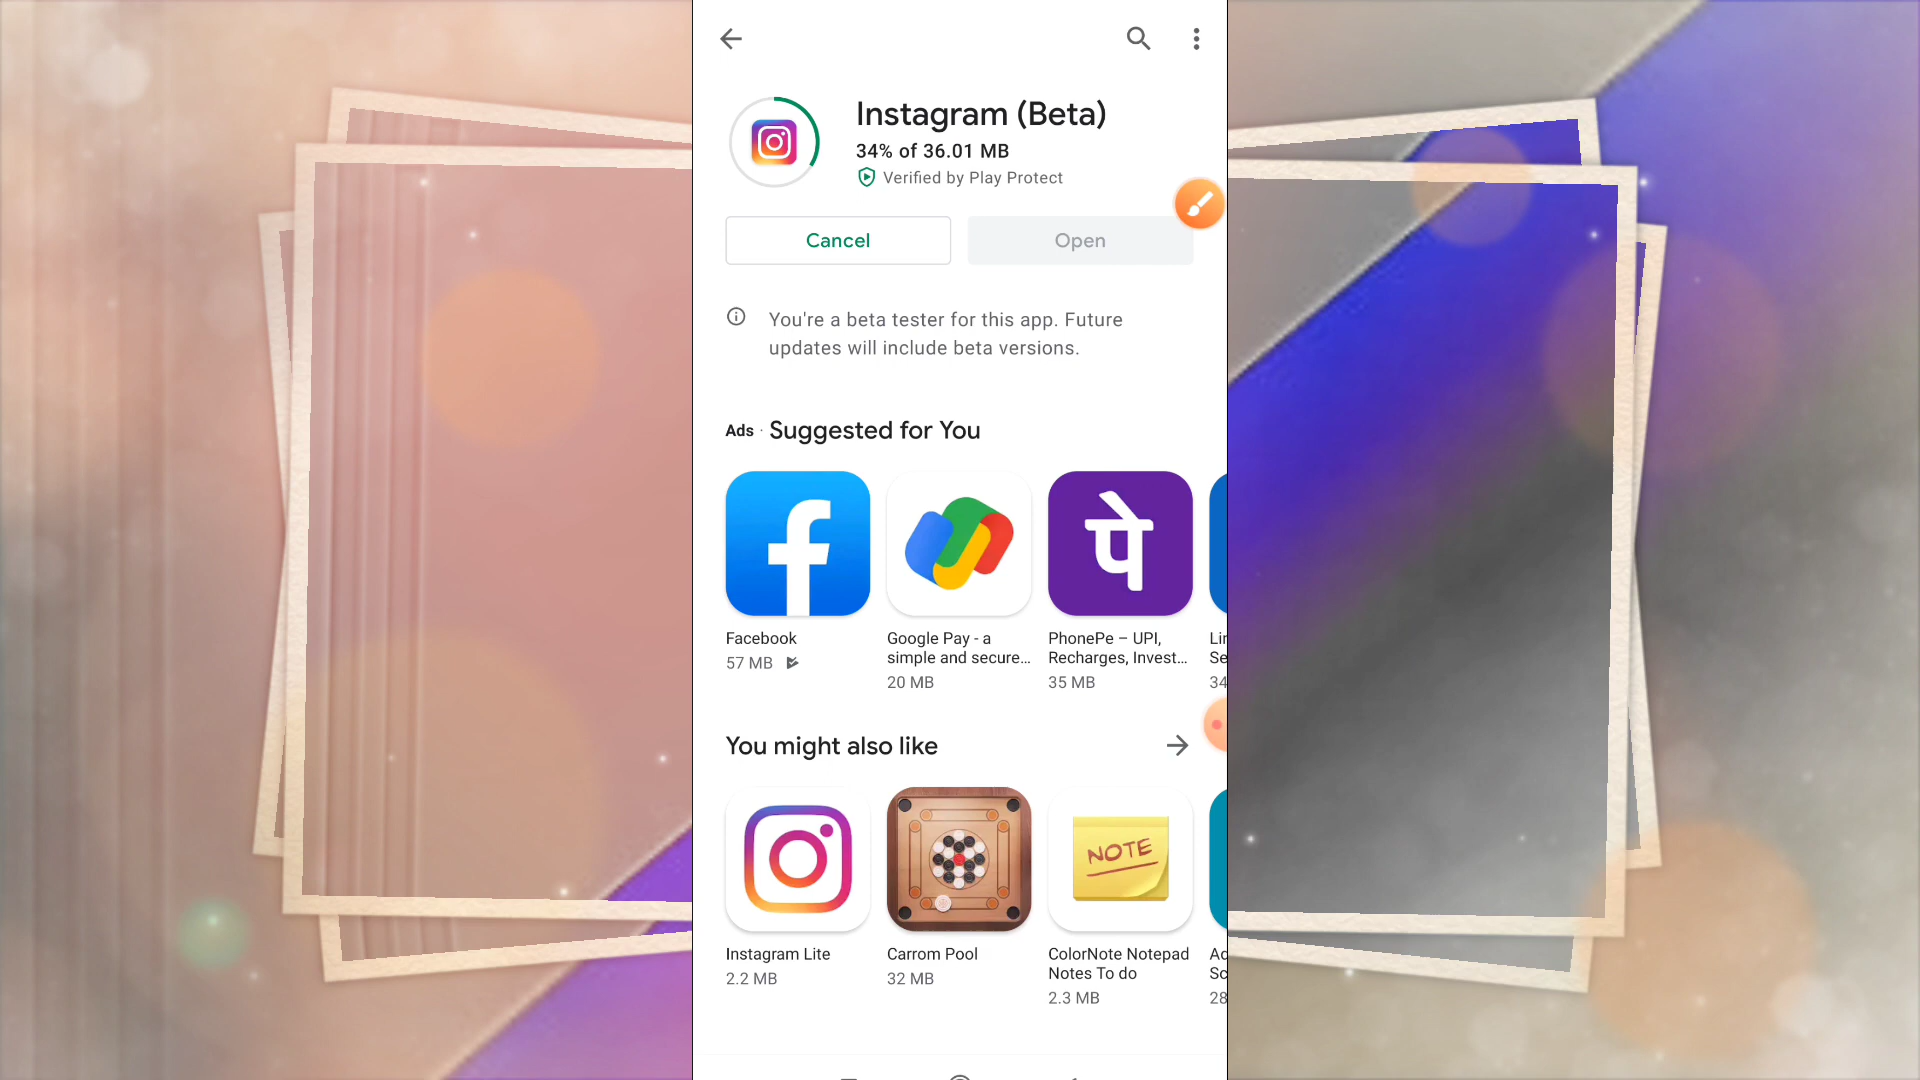 Instagram (Beta)
34% of 36.01 MB
Verified by Play Protect
Cancel
Open
You're a beta tester for this app. Future
updates will include beta versions.
Ads · Suggested for You
पे
Facebook
57 MB
Google Pay - a
simple and secure...
20 MB
PhonePe – UPI,
Recharges, Invest...
35 MB
34
You might also like
NOTE
Instagram Lite
2.2 MB
Carrom Pool
32 MB
ColorNote Notepad
Notes To do
2.3 MB
28